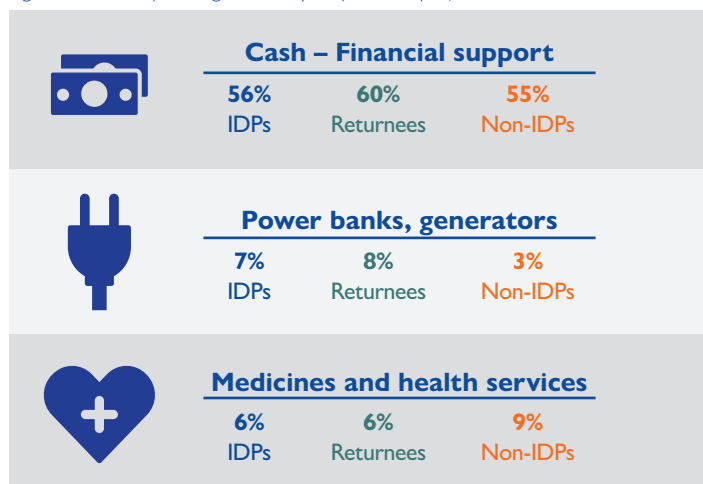 Cash – Financial support
56% 60% 55%
IDPs Returnees Non-IDPs
Power banks, generators
7% 8% 3%
IDPs Returnees Non-IDPs
Medicines and health services
6% 6% 9%
IDPs Returnees Non-IDPs